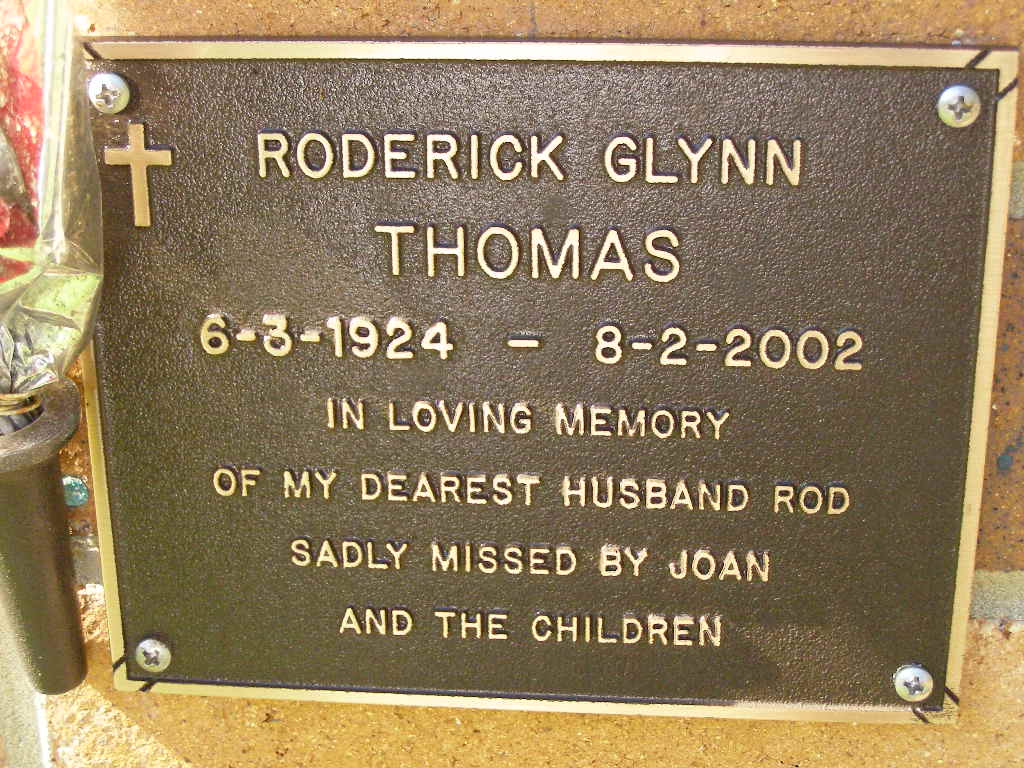 RODERICK GLYNN
THOMAS
6-3-1924 - 8-2-2002
IN LOVING MEMORY
OF MY DEAREST HUSBAND ROD
SADLY MISSED BY JOAN
AND THE CHILDREN